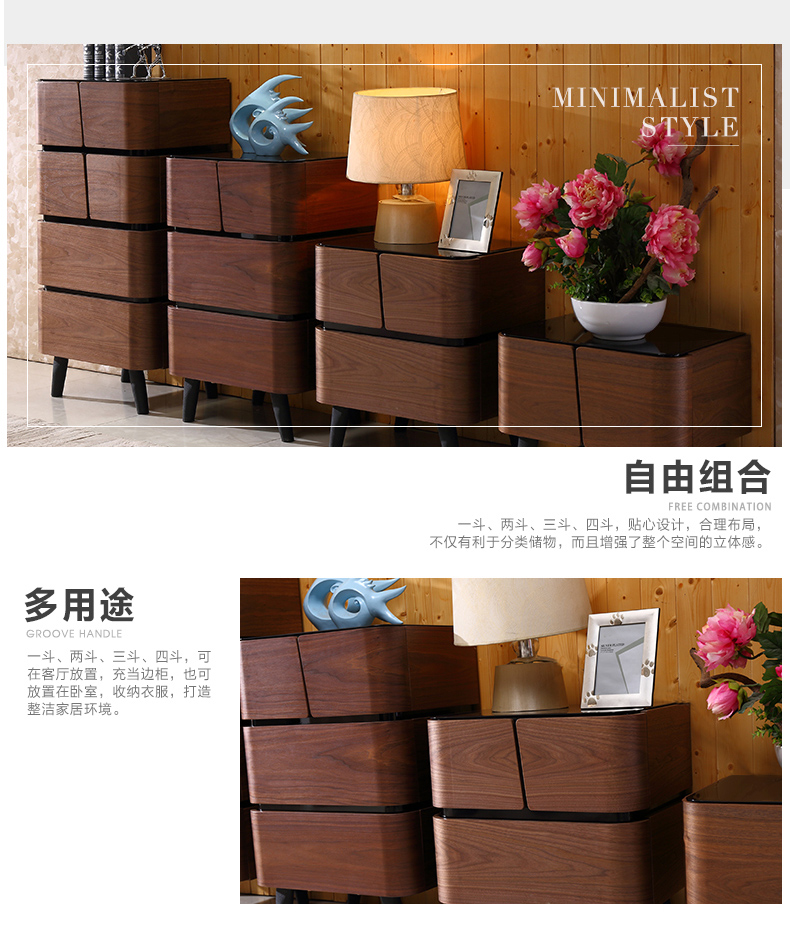 MINIMALIST
STYLE
自由组合
FREE COMBINATION
一斗、两斗、三斗、四斗，贴心设计，合理布局，
不仅有利于分类储物，而且增强了整个空间的立体感。
多用途
GROOVE HANDLE
一斗、两斗、三斗、四斗，可
在客厅放置，充当边柜，也可
放置在卧室，收纳衣服，打造
整洁家居环境。